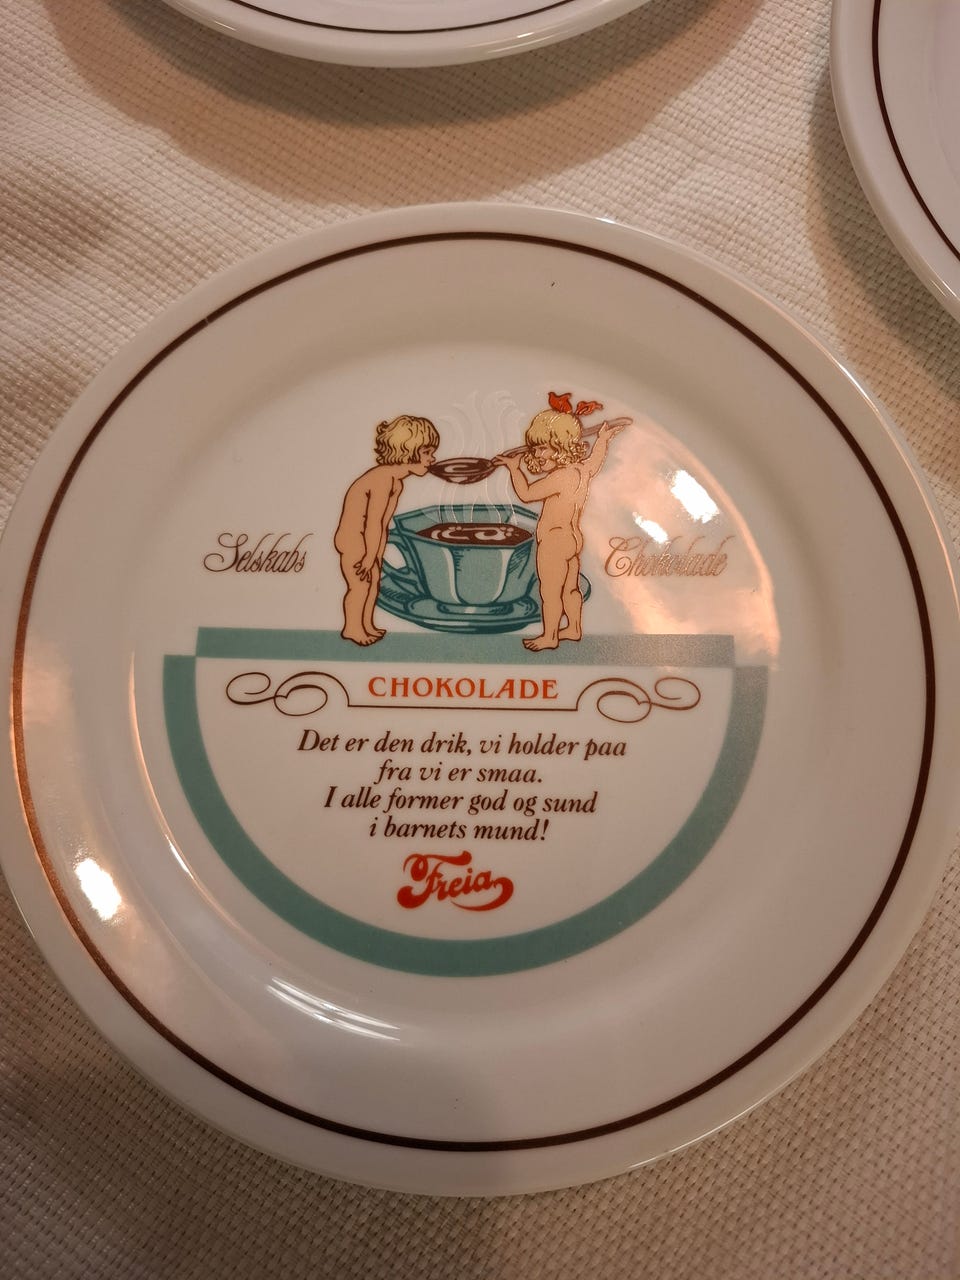 Selskabs Chokolade
CHOKOLADE
Det er den drik, vi holder paa
fra vi er smaa.
I alle former god og sund
i barnets mund!
Freia